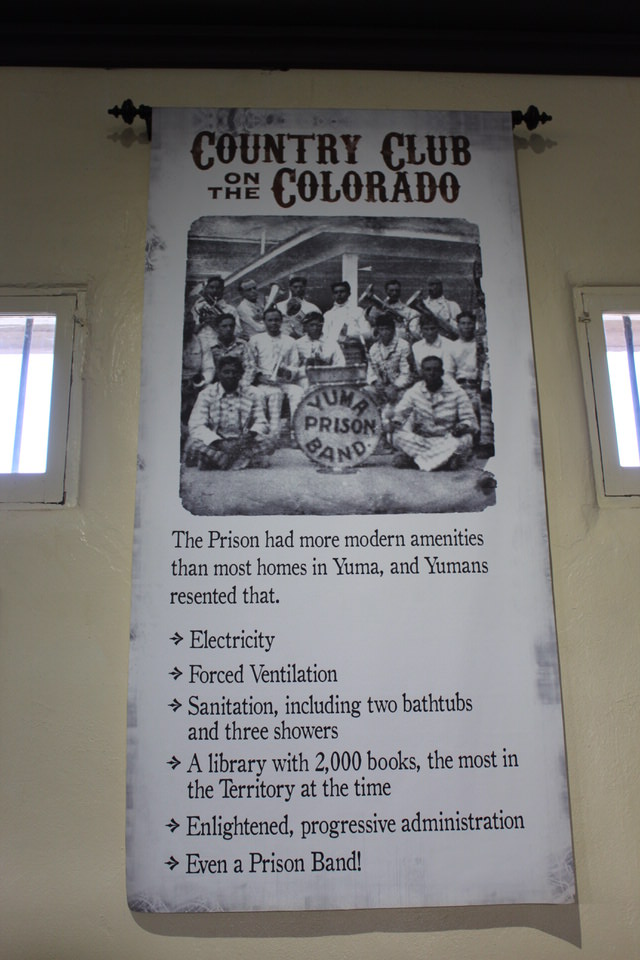 COUNTRY CLUB
ON THE COLORADO
YUMA
PRISON
BAND.
The Prison had more modern amenities
than most homes in Yuma, and Yumans
resented that.
→ Electricity
→ Forced Ventilation
→ Sanitation, including two bathtubs
and three showers
→ A library with 2,000 books, the most in
the Territory at the time
→ Enlightened, progressive administration
→ Even a Prison Band!